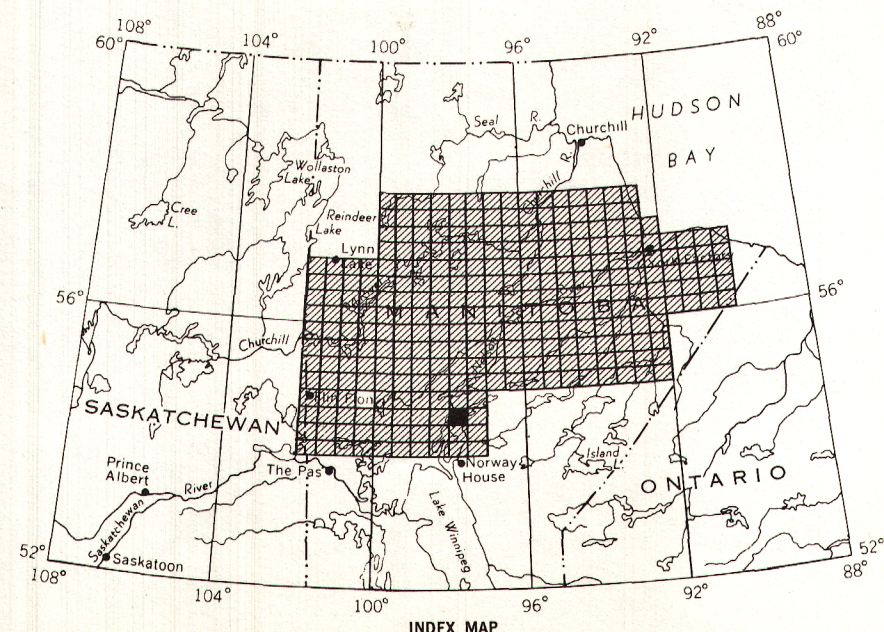 108°
60°
104°
100°
96°
92°
88°
60°
HUDSON
BAY
Seal R.
Churchill
Churchill R.
Wollaston
Lake
Cree
L.
Reindeer
Lake
Lynn
Lake
MANITOBA
56°
56°
Churchill
Flin Flon
SASKATCHEWAN
Prince
Albert
Saskatchewan River
The Pas
Norway
House
Island
ONTARIO
Lake Winnipeg
Saskatoon
52°
108°
104°
100°
96°
92°
52°
88°
INDEX MAP